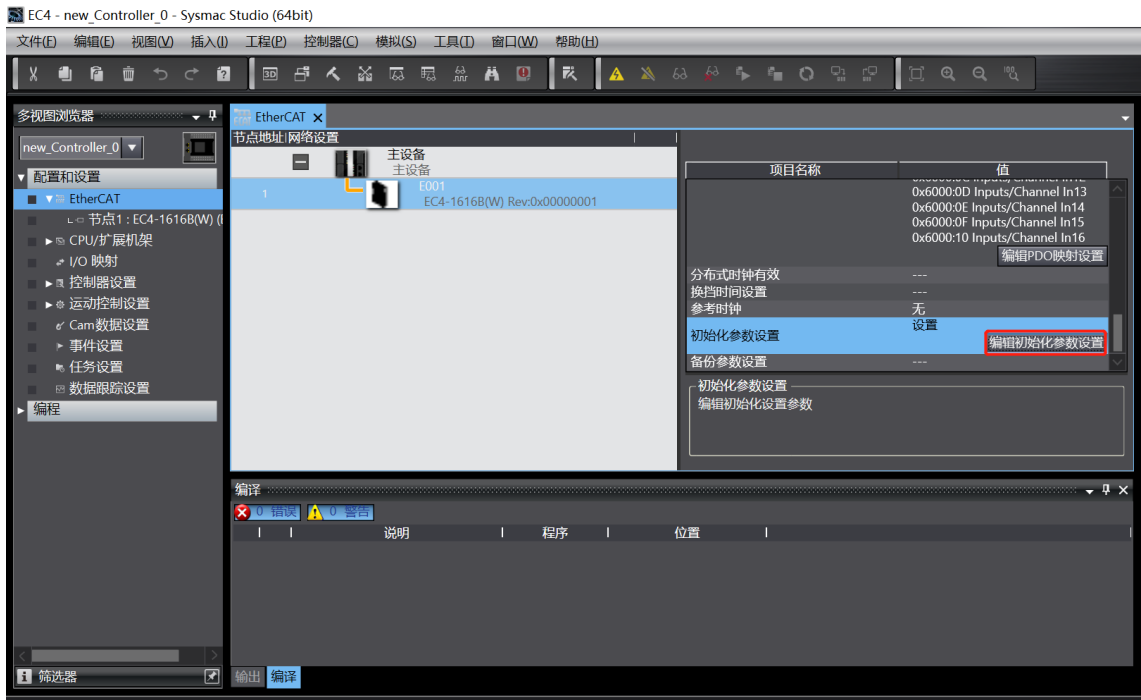 EC4 - new_Controller_0 - Sysmac Studio (64bit)
文件(F) 编辑(E) 视图(V) 插入(I) 工程(P) 控制器(C) 模拟(S) 工具(T) 窗口(W) 帮助(H)
多视图浏览器
new_Controller_0
配置和设置
EtherCAT
节点1 : EC4-1616B(W) (
CPU/扩展机架
I/O 映射
控制器设置
运动控制设置
Cam数据设置
事件设置
任务设置
数据跟踪设置
编程
筛选器
EtherCAT
节点地址 网络设置
主设备
主设备
1
E001
EC4-1616B(W) Rev:0x00000001
项目名称 值
0x6000:0C Inputs/Channel In12
0x6000:0D Inputs/Channel In13
0x6000:0E Inputs/Channel In14
0x6000:0F Inputs/Channel In15
0x6000:10 Inputs/Channel In16
编辑PDO映射设置
分布式时钟有效 ---
换挡时间设置 ---
参考时钟 无
初始化参数设置 设置
编辑初始化参数设置
备份参数设置 ---
初始化参数设置
编辑初始化设置参数
编译
0 错误 0 警告
说明 程序 位置
输出 编译